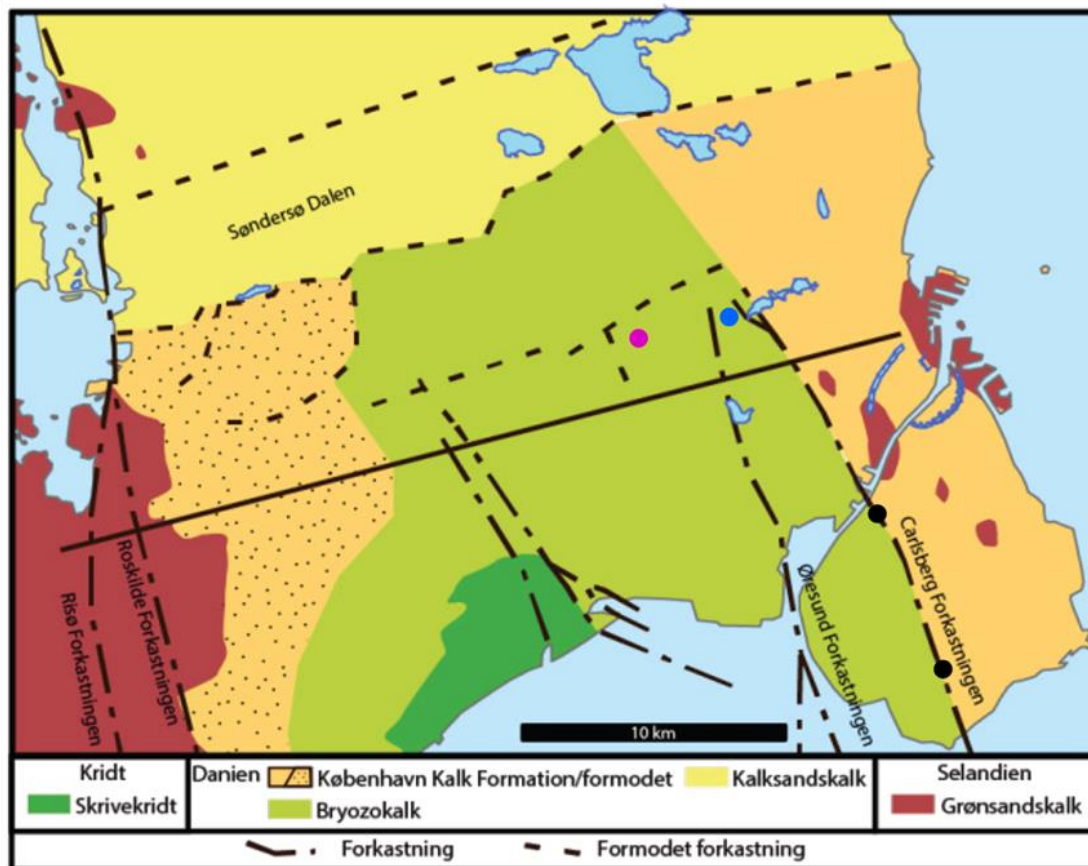 Søndersø Dalen
Roskilde Forkastningen
Risø Forkastningen
Øresund Forkastningen
Carlsberg Forkastningen
10 km
Kridt
Skrivekridt
Danien
København Kalk Formation/formodet
Kalksandskalk
Bryozokalk
Selandien
Grønsandskalk
Forkastning
Formodet forkastning